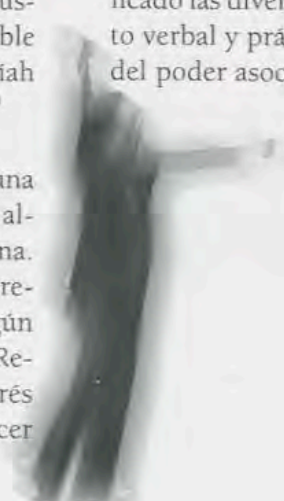 us-
ble
íah
una
al-
na.
re-
gún
Re-
rés
cer
ficado las diver
to verbal y prá
del poder asoc